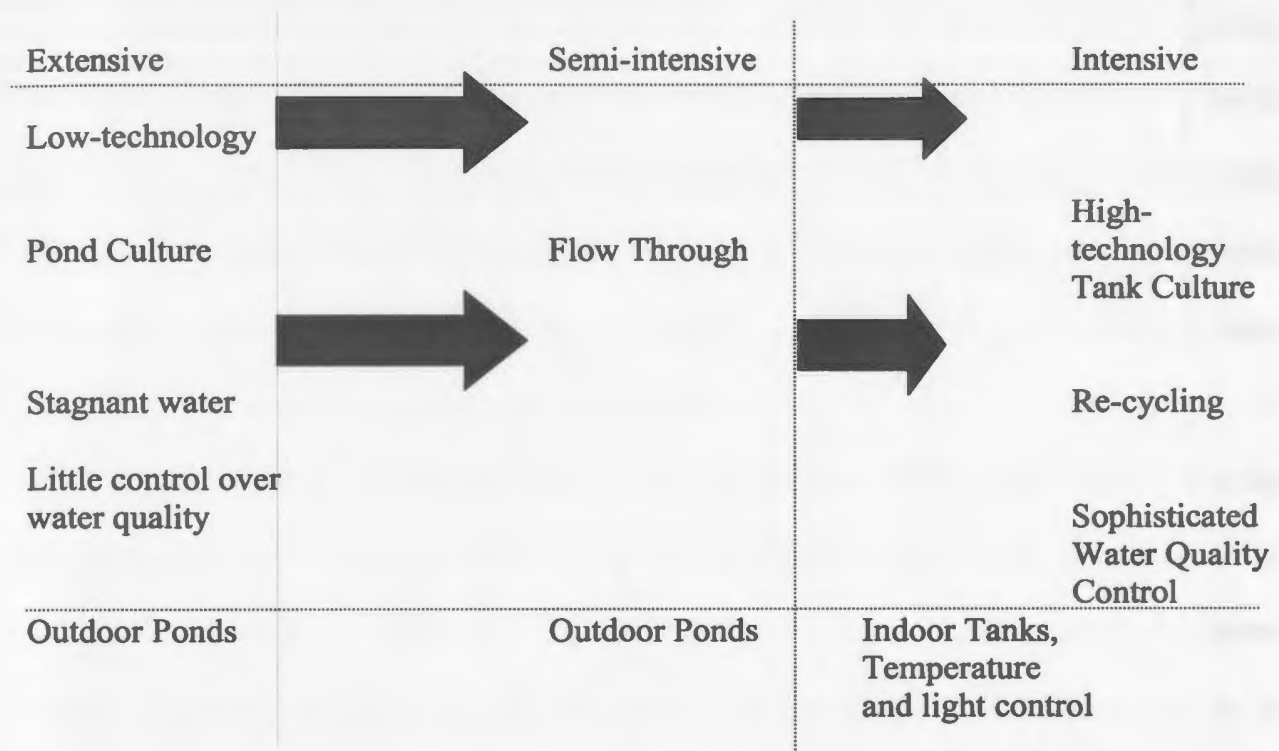 Extensive
Semi-intensive
Intensive
Low-technology
Pond Culture
Flow Through
High-
technology
Tank Culture
Stagnant water
Re-cycling
Little control over
water quality
Sophisticated
Water Quality
Control
Outdoor Ponds
Outdoor Ponds
Indoor Tanks,
Temperature
and light control